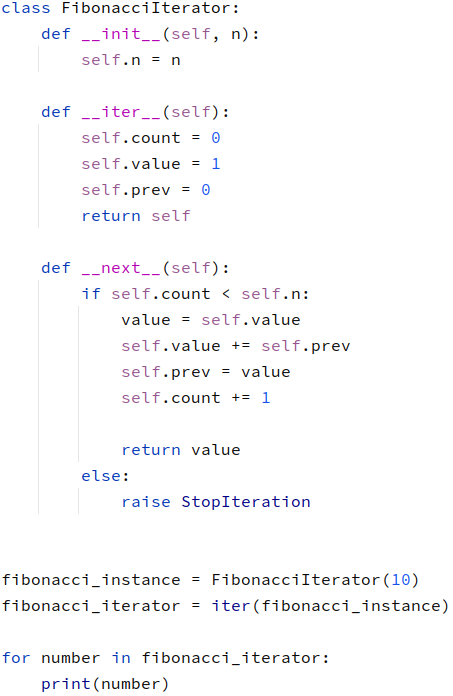 class FibonacciIterator:
    def __init__(self, n):
        self.n = n

    def __iter__(self):
        self.count = 0
        self.value = 1
        self.prev = 0
        return self

    def __next__(self):
        if self.count < self.n:
            value = self.value
            self.value += self.prev
            self.prev = value
            self.count += 1

            return value
        else:
            raise StopIteration


fibonacci_instance = FibonacciIterator(10)
fibonacci_iterator = iter(fibonacci_instance)

for number in fibonacci_iterator:
    print(number)